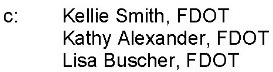 c: Kellie Smith, FDOT
Kathy Alexander, FDOT
Lisa Buscher, FDOT